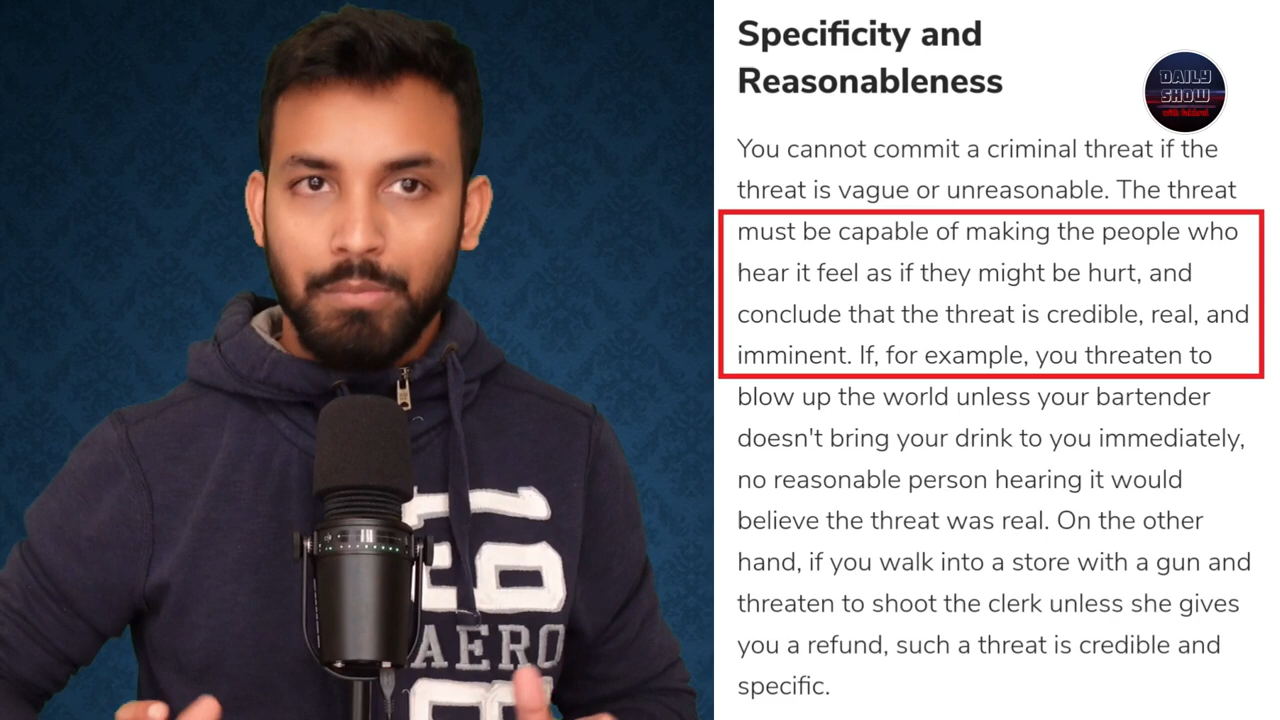 Specificity and
Reasonableness
DAILY
SHOW
You cannot commit a criminal threat if the
threat is vague or unreasonable. The threat
must be capable of making the people who
hear it feel as if they might be hurt, and
conclude that the threat is credible, real, and
imminent. If, for example, you threaten to
blow up the world unless your bartender
doesn't bring your drink to you immediately,
no reasonable person hearing it would
believe the threat was real. On the other
hand, if you walk into a store with a gun and
threaten to shoot the clerk unless she gives
you a refund, such a threat is credible and
specific.
AERO